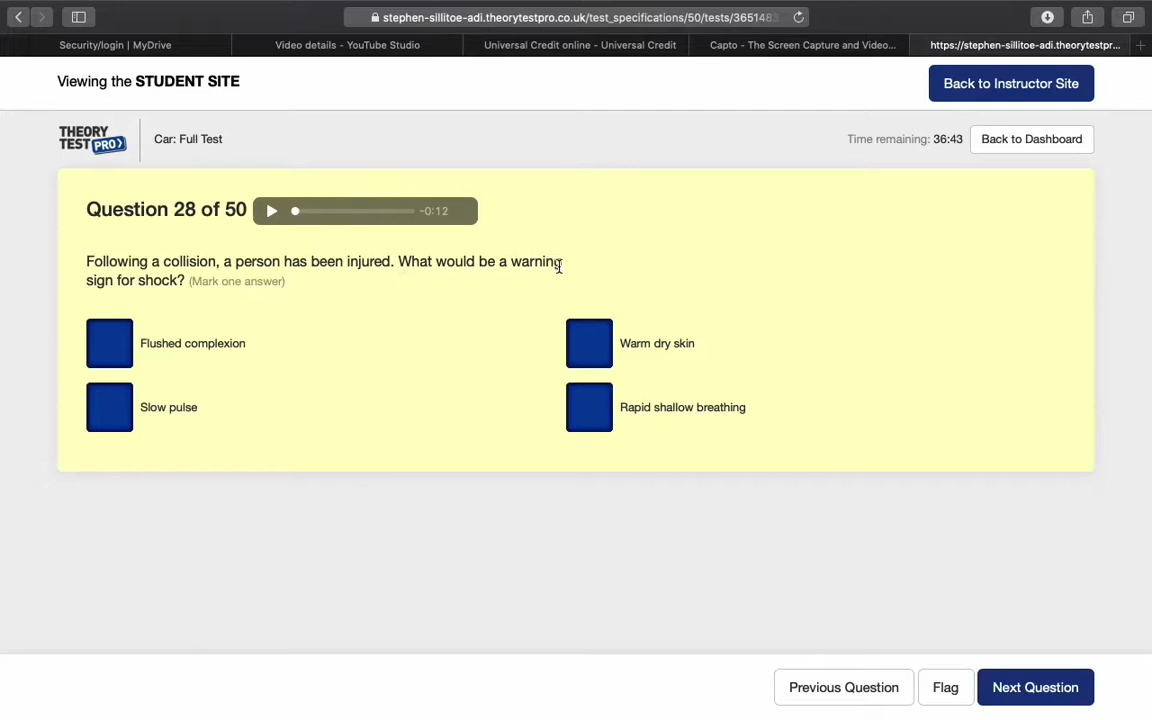 stephen-sillitoe-adi.theorytestpro.co.uk/test_specifications/50/tests/365148
Security/login | MyDrive
Video details - YouTube Studio
Universal Credit online - Universal Credit
Capto - The Screen Capture and Video...
https://stephen-sillitoe-adi.theorytestpr...
Viewing the STUDENT SITE
Back to Instructor Site
THEORY
TEST PRO
Car: Full Test
Time remaining: 36:43
Back to Dashboard
Question 28 of 50
-0:12
Following a collision, a person has been injured. What would be a warning
sign for shock? (Mark one answer)
Flushed complexion
Warm dry skin
Slow pulse
Rapid shallow breathing
Previous Question
Flag
Next Question